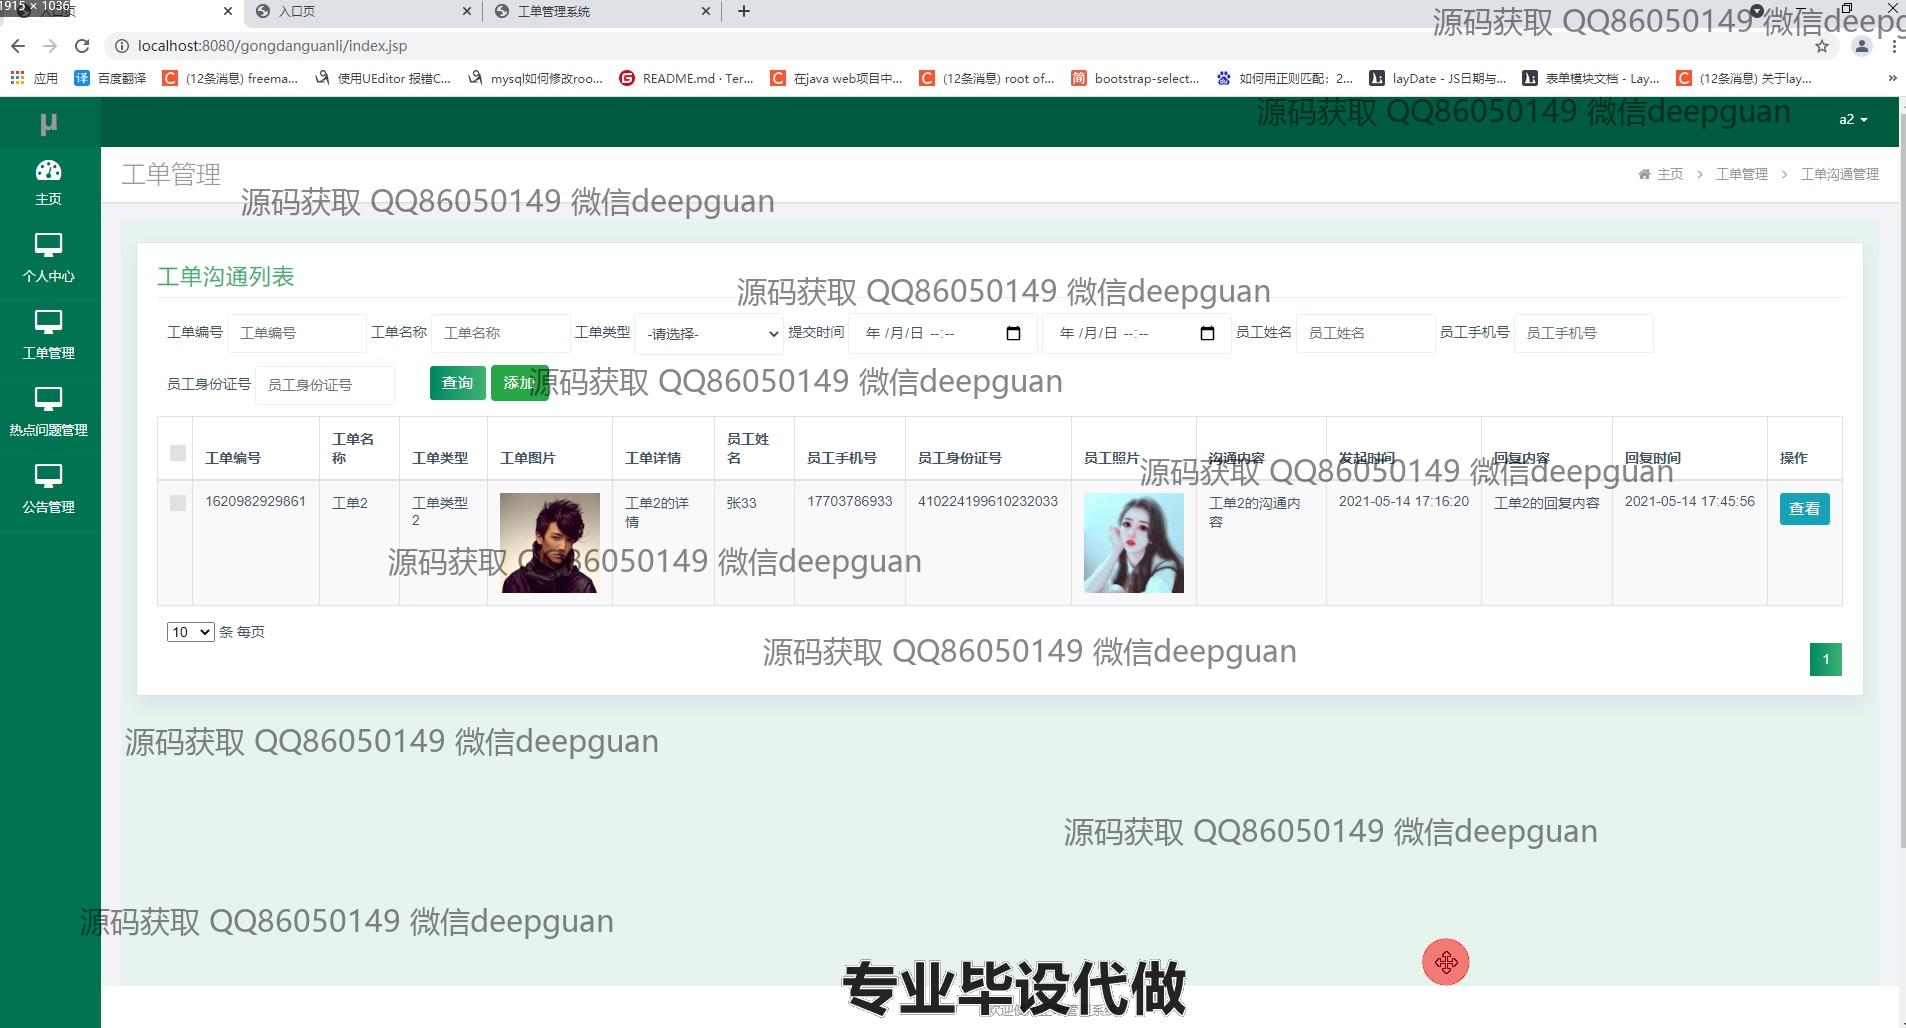 1915 × 1036
入口页
入口页
工单管理系统
源码获取 QQ86050149 微信deepg
localhost:8080/gongdanguanli/index.jsp
应用
百度翻译
(12条消息) freema...
使用UEditor 报错C...
mysql如何修改roo...
README.md · Ter...
在java web项目中...
(12条消息) root of...
bootstrap-select...
如何用正则匹配：2...
layDate - JS日期与...
表单模块文档 - Lay...
(12条消息) 关于lay...
»
µ
源码获取 QQ86050149 微信deepguan
a2
主页
个人中心
工单管理
热点问题管理
公告管理
工单管理
主页 > 工单管理 > 工单沟通管理
源码获取 QQ86050149 微信deepguan
工单沟通列表
源码获取 QQ86050149 微信deepguan
工单编号 工单编号 工单名称 工单名称 工单类型 -请选择- 提交时间 年 /月/日 --:-- 年 /月/日 --:-- 员工姓名 员工姓名 员工手机号 员工手机号
员工身份证号 员工身份证号 查询 添加
源码获取 QQ86050149 微信deepguan
工单编号 工单名称 工单类型 工单图片 工单详情 员工姓名 员工手机号 员工身份证号 员工照片 沟通内容 发起时间 回复内容 回复时间 操作
源码获取 QQ86050149 微信deepguan
1620982929861 工单2 工单类型2 工单2的详情 张33 17703786933 410224199610232033 工单2的沟通内容 2021-05-14 17:16:20 工单2的回复内容 2021-05-14 17:45:56 查看
源码获取 QQ86050149 微信deepguan
10 条 每页
源码获取 QQ86050149 微信deepguan
1
源码获取 QQ86050149 微信deepguan
源码获取 QQ86050149 微信deepguan
源码获取 QQ86050149 微信deepguan
专业毕设代做